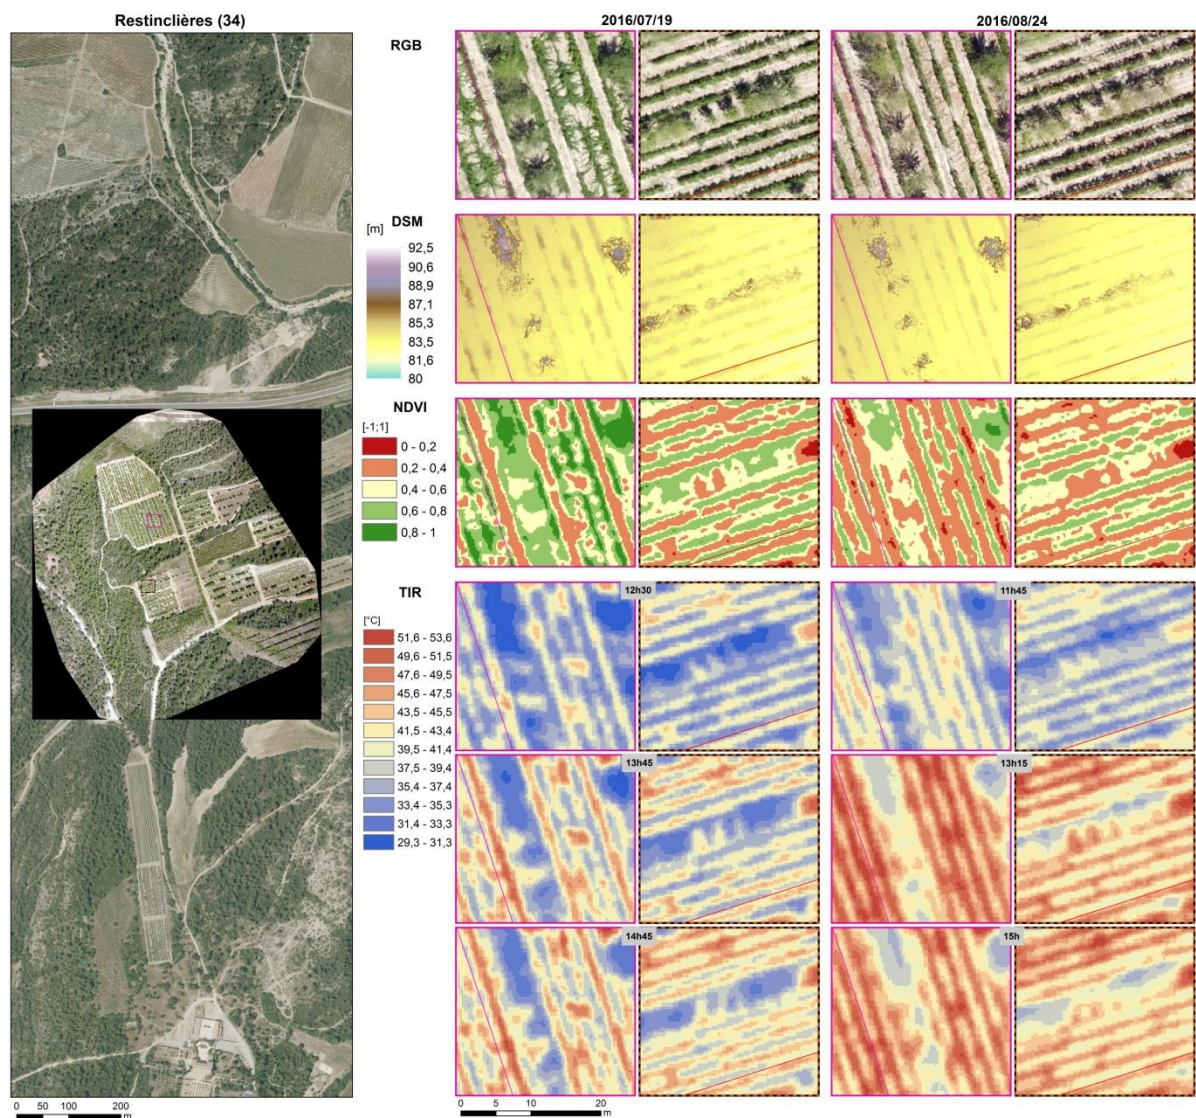 Restinclières (34)
2016/07/19
2016/08/24
RGB
DSM
[m]
92,5
90,6
88,9
87,1
85,3
83,5
81,6
80
NDVI
[-1;1]
0 - 0,2
0,2 - 0,4
0,4 - 0,6
0,6 - 0,8
0,8 - 1
TIR
[°C]
51,6 - 53,6
49,6 - 51,5
47,6 - 49,5
45,6 - 47,5
43,5 - 45,5
41,5 - 43,4
39,5 - 41,4
37,5 - 39,4
35,4 - 37,4
33,4 - 35,3
31,4 - 33,3
29,3 - 31,3
12h30
11h45
13h45
13h15
14h45
15h
0 50 100 200
m
0 5 10 20
m